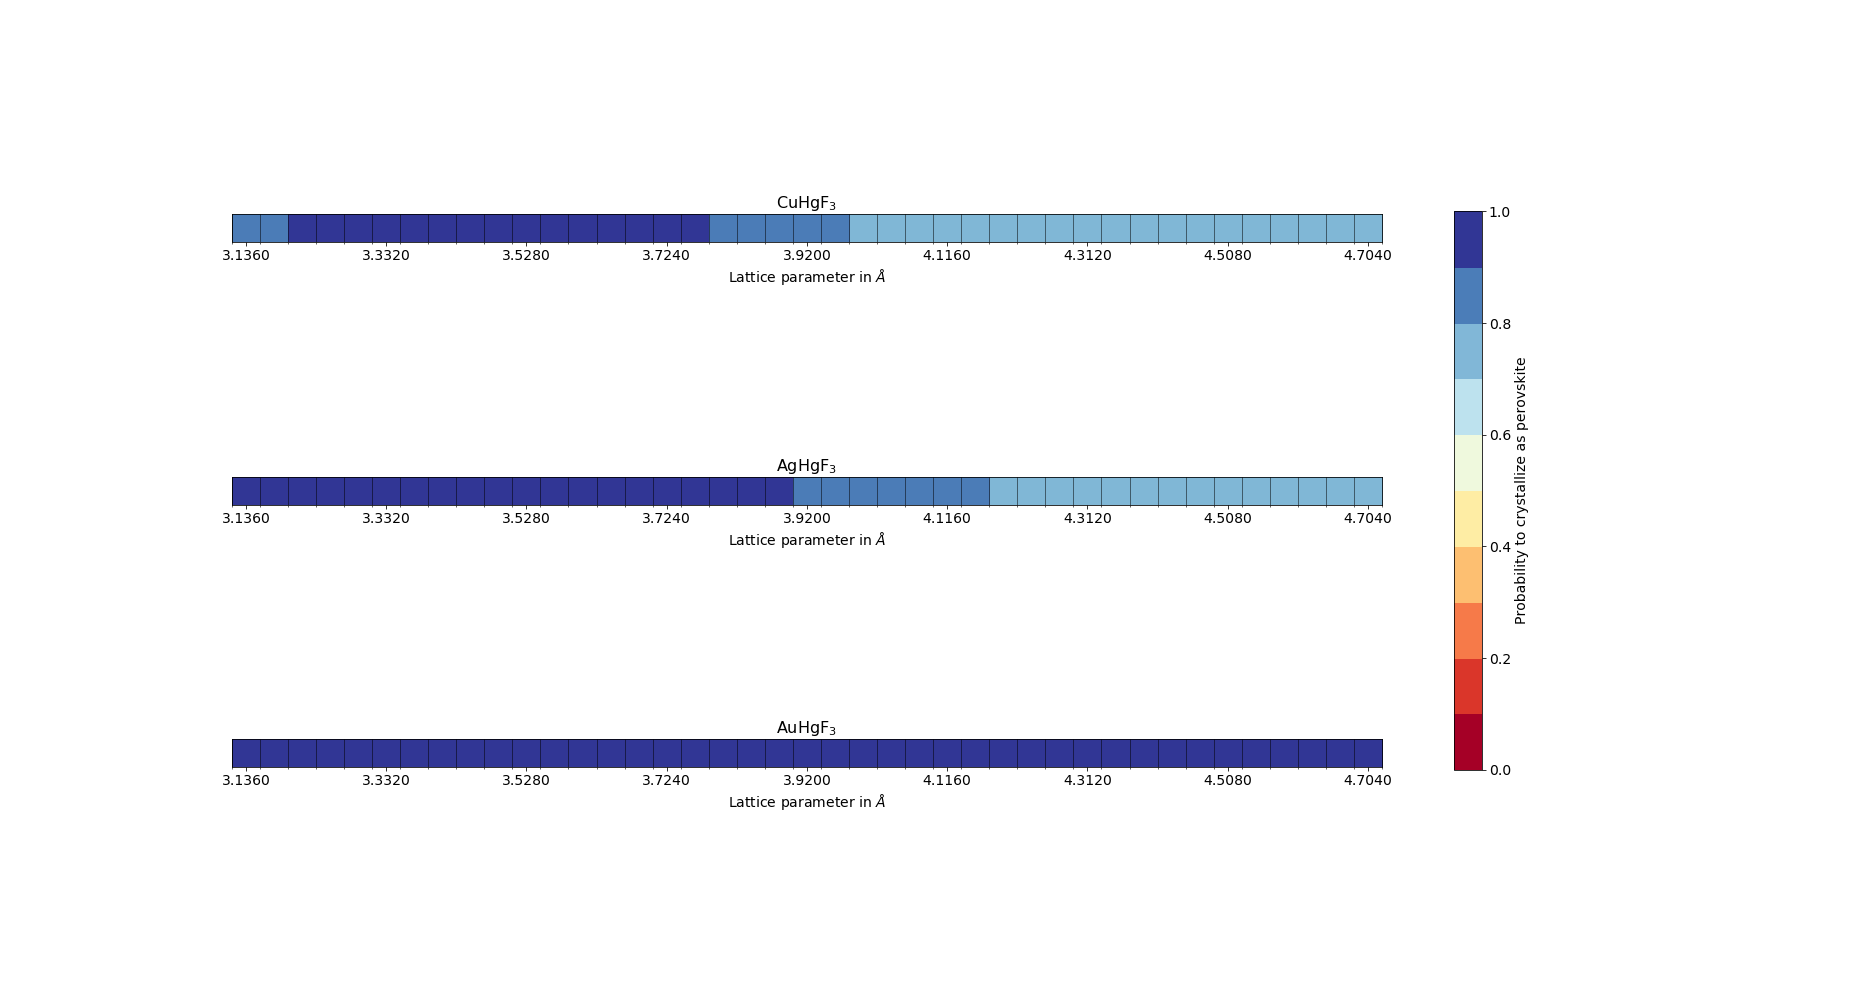 CuHgF₃
3.1360 3.3320 3.5280 3.7240 3.9200 4.1160 4.3120 4.5080 4.7040
Lattice parameter in Å
AgHgF₃
3.1360 3.3320 3.5280 3.7240 3.9200 4.1160 4.3120 4.5080 4.7040
Lattice parameter in Å
AuHgF₃
3.1360 3.3320 3.5280 3.7240 3.9200 4.1160 4.3120 4.5080 4.7040
Lattice parameter in Å
1.0
0.8
0.6
0.4
0.2
0.0
Probability to crystallize as perovskite